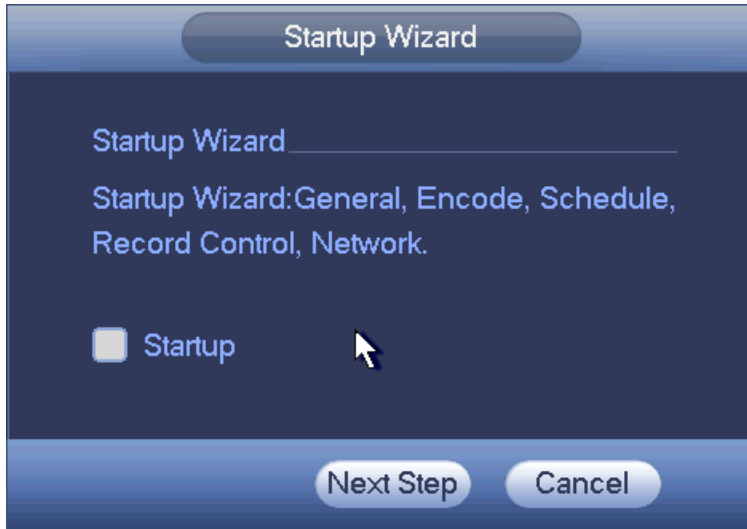 Startup Wizard
Startup Wizard
Startup Wizard:General, Encode, Schedule,
Record Control, Network.
Startup
Next Step Cancel